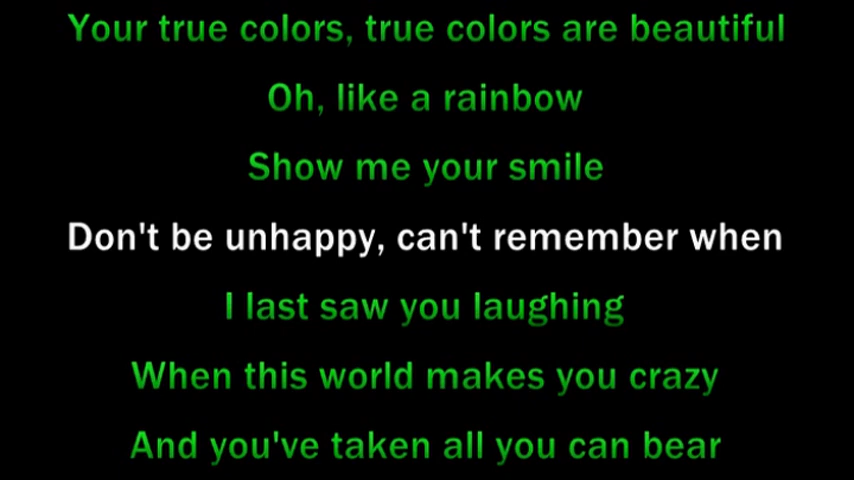 Your true colors, true colors are beautiful
Oh, like a rainbow
Show me your smile
Don't be unhappy, can't remember when
I last saw you laughing
When this world makes you crazy
And you've taken all you can bear